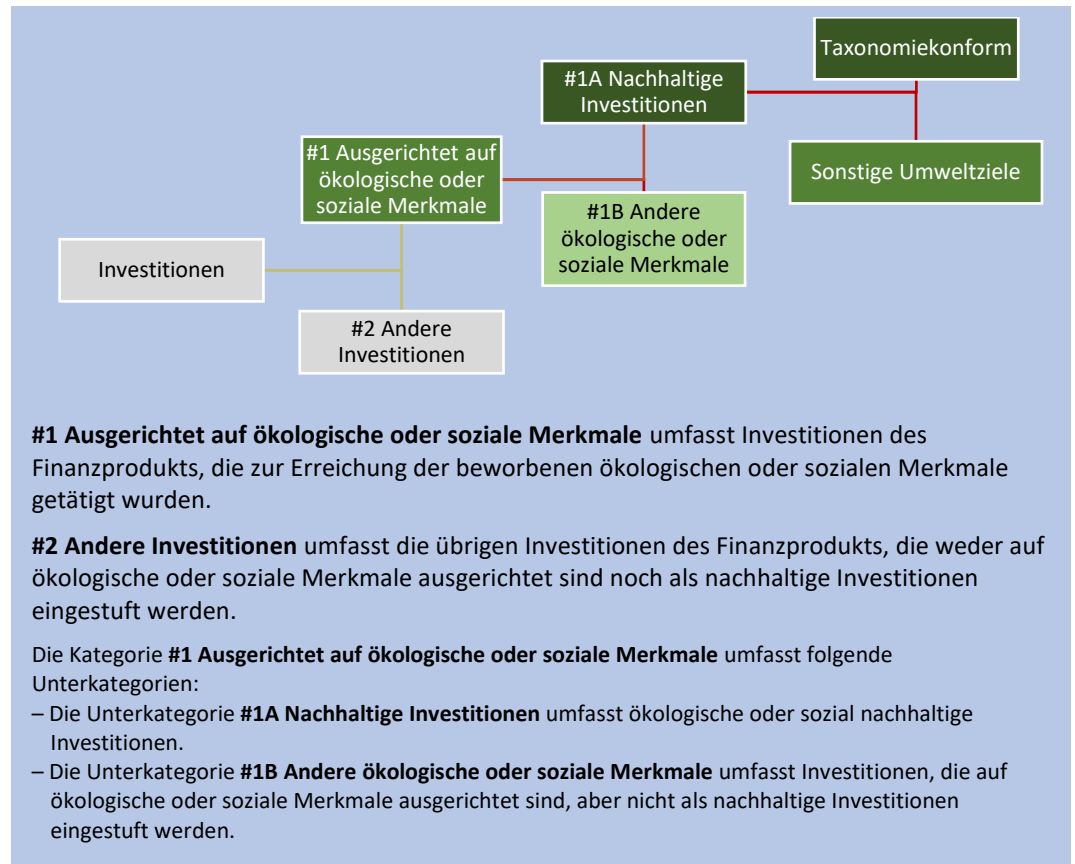 Taxonomiekonform
#1A Nachhaltige
Investitionen
#1 Ausgerichtet auf
ökologische oder
soziale Merkmale
Sonstige Umweltziele
#1B Andere
ökologische oder
soziale Merkmale
Investitionen
#2 Andere
Investitionen
#1 Ausgerichtet auf ökologische oder soziale Merkmale umfasst Investitionen des
Finanzprodukts, die zur Erreichung der beworbenen ökologischen oder sozialen Merkmale
getätigt wurden.
#2 Andere Investitionen umfasst die übrigen Investitionen des Finanzprodukts, die weder auf
ökologische oder soziale Merkmale ausgerichtet sind noch als nachhaltige Investitionen
eingestuft werden.
Die Kategorie #1 Ausgerichtet auf ökologische oder soziale Merkmale umfasst folgende
Unterkategorien:
– Die Unterkategorie #1A Nachhaltige Investitionen umfasst ökologische oder sozial nachhaltige
Investitionen.
– Die Unterkategorie #1B Andere ökologische oder soziale Merkmale umfasst Investitionen, die auf
ökologische oder soziale Merkmale ausgerichtet sind, aber nicht als nachhaltige Investitionen
eingestuft werden.